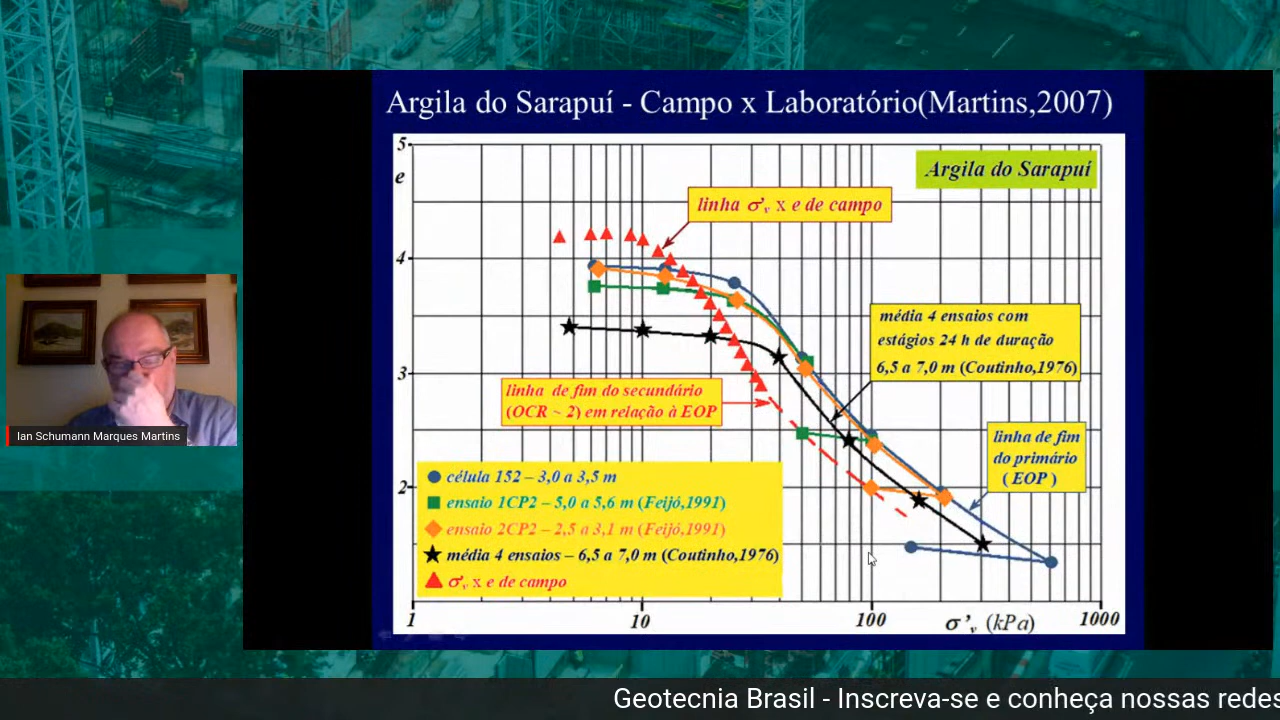 Argila do Sarapuí - Campo x Laboratório(Martins,2007)
5
e
Argila do Sarapuí
linha σ'v x e de campo
4
média 4 ensaios com
estágios 24 h de duração
6,5 a 7,0 m (Coutinho,1976)
3
linha de fim do secundário
(OCR ~ 2) em relação à EOP
linha de fim
do primário
( EOP )
2
célula 152 – 3,0 a 3,5 m
ensaio 1CP2 – 5,0 a 5,6 m (Feijó,1991)
ensaio 2CP2 – 2,5 a 3,1 m (Feijó,1991)
média 4 ensaios – 6,5 a 7,0 m (Coutinho,1976)
σ'v x e de campo
1
10
100
σ'v (kPa)
1000
Ian Schumann Marques Martins
Geotecnia Brasil - Inscreva-se e conheça nossas redes